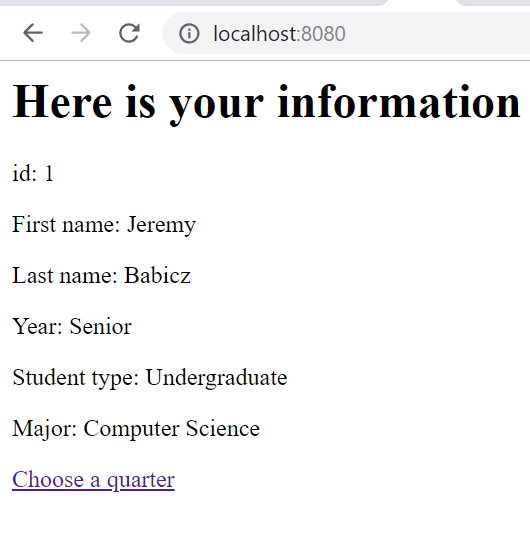 localhost:8080
Here is your information
id: 1
First name: Jeremy
Last name: Babicz
Year: Senior
Student type: Undergraduate
Major: Computer Science
Choose a quarter